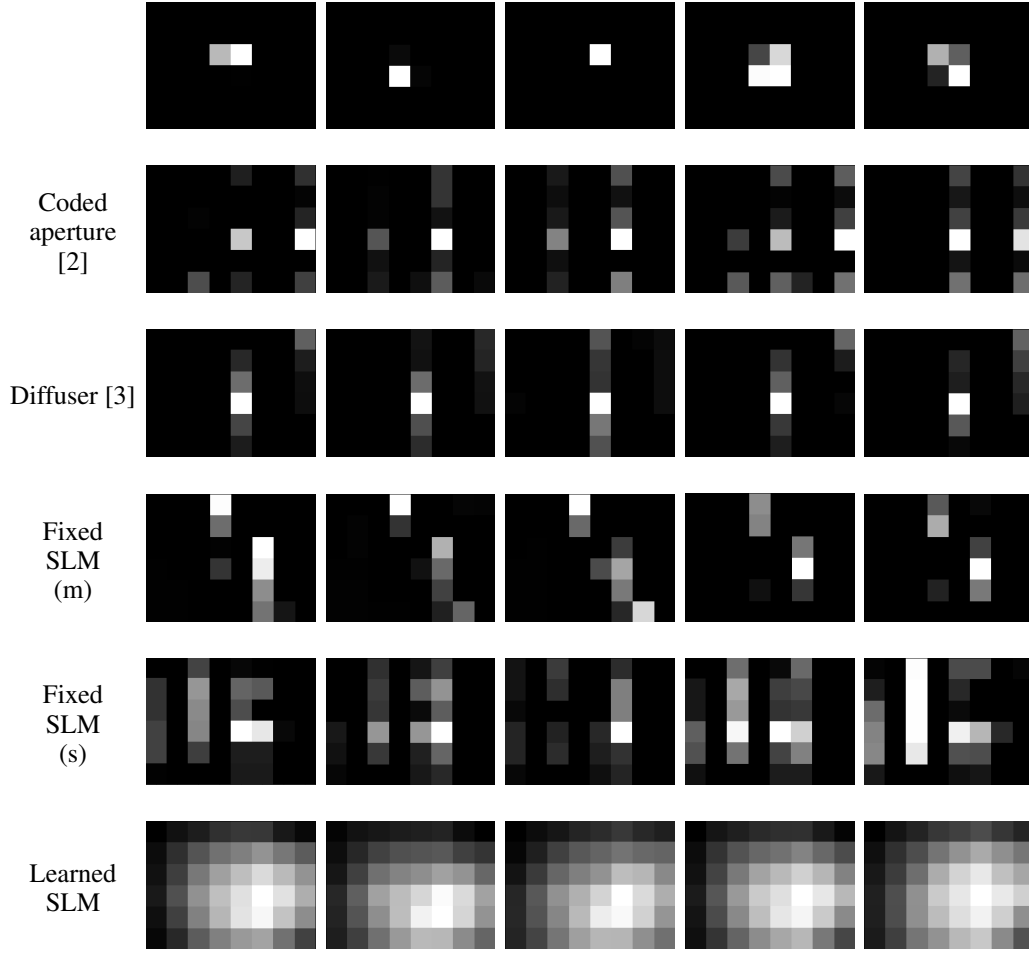 Coded
aperture
[2]
Diffuser [3]
Fixed
SLM
(m)
Fixed
SLM
(s)
Learned
SLM